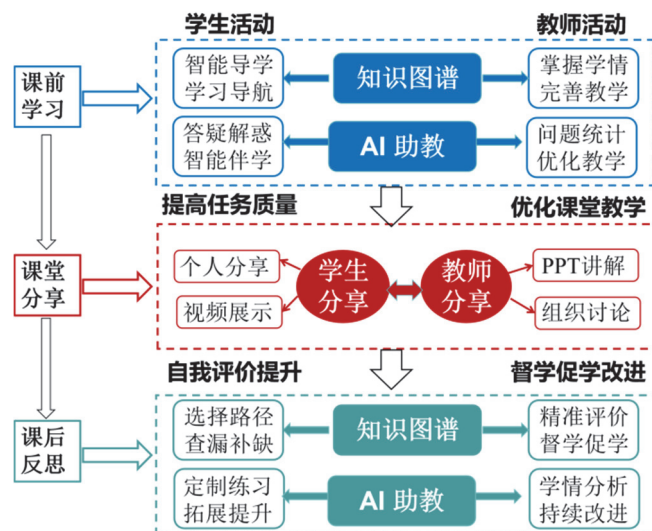 学生活动
教师活动
课前
学习
智能导学
学习导航
知识图谱
掌握学情
完善教学
答疑解惑
智能伴学
AI 助教
问题统计
优化教学
提高任务质量
优化课堂教学
课堂
分享
个人分享
视频展示
学生
分享
教师
分享
PPT讲解
组织讨论
自我评价提升
督学促学改进
课后
反思
选择路径
查漏补缺
知识图谱
精准评价
督学促学
定制练习
拓展提升
AI 助教
学情分析
持续改进